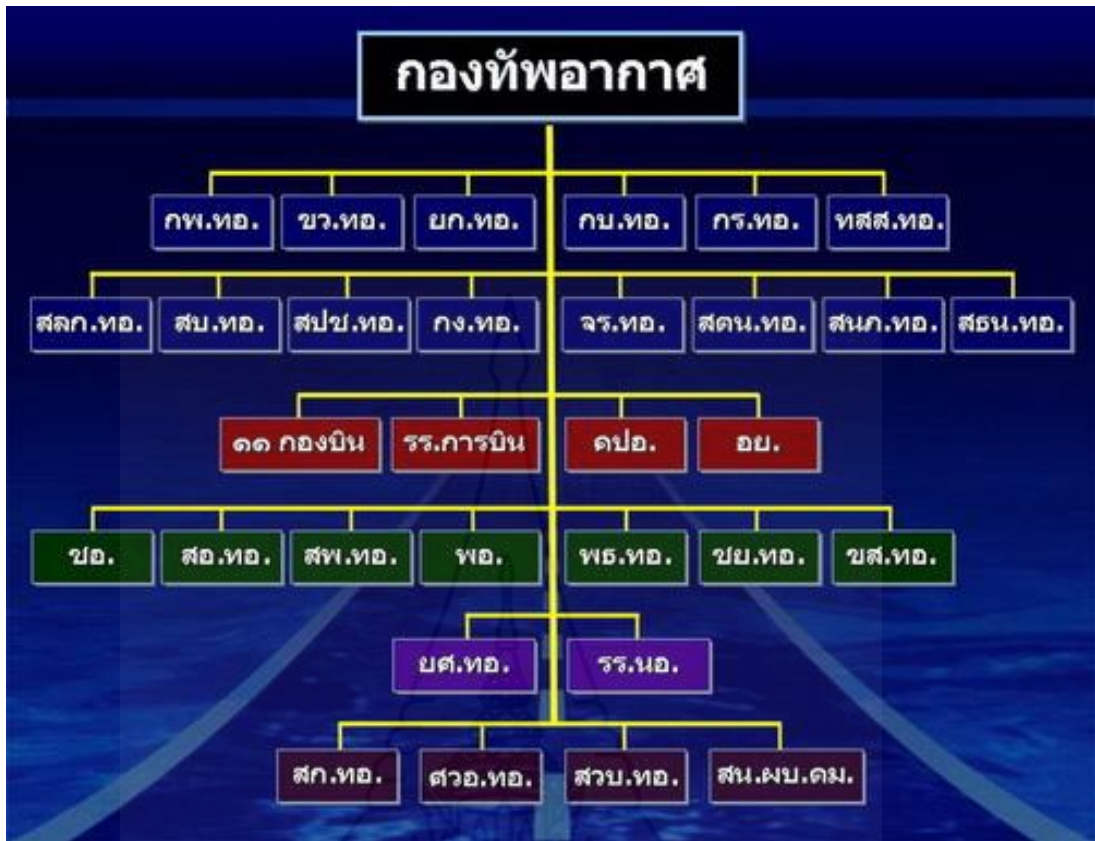 กองทัพอากาศ
กพ.ทอ. ขว.ทอ. ยก.ทอ. กบ.ทอ. กร.ทอ. ทสส.ทอ.
สลก.ทอ. สบ.ทอ. สปช.ทอ. กง.ทอ. จร.ทอ. สตน.ทอ. สนภ.ทอ. สธน.ทอ.
๑๑ กองบิน รร.การบิน คปอ. อย.
ชอ. สอ.ทอ. สพ.ทอ. พอ. พธ.ทอ. ชย.ทอ. ขส.ทอ.
ยศ.ทอ. รร.นอ.
สก.ทอ. ศวอ.ทอ. สวบ.ทอ. สน.ผบ.ดม.